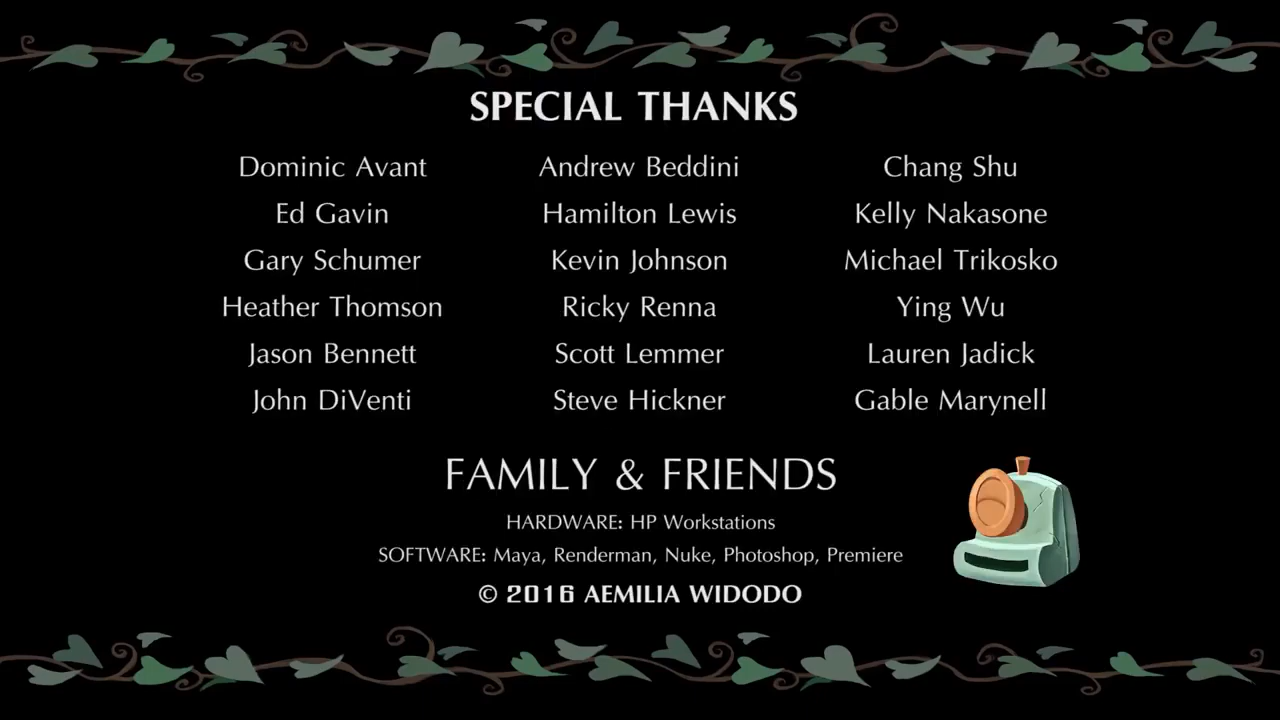 SPECIAL THANKS
Dominic Avant Andrew Beddini Chang Shu
Ed Gavin Hamilton Lewis Kelly Nakasone
Gary Schumer Kevin Johnson Michael Trikosko
Heather Thomson Ricky Renna Ying Wu
Jason Bennett Scott Lemmer Lauren Jadick
John DiVenti Steve Hickner Gable Marynell
FAMILY & FRIENDS
HARDWARE: HP Workstations
SOFTWARE: Maya, Renderman, Nuke, Photoshop, Premiere
© 2016 AEMILIA WIDODO